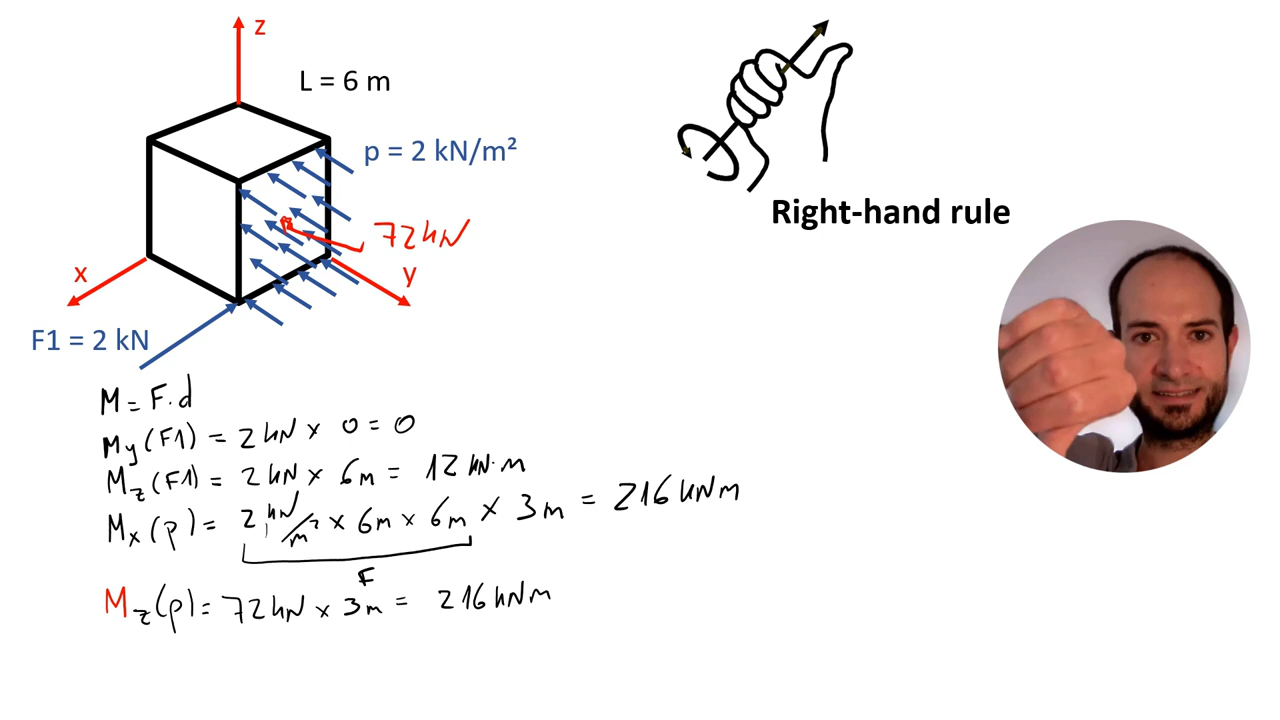 z
L = 6 m
p = 2 kN/m²
72 kN
x
y
F1 = 2 kN
Right-hand rule
M = F · d
My (F1) = 2 kN × 0 = 0
Mz (F1) = 2 kN × 6m = 12 kN·m
Mx (p) = 2 kN/m² × 6m × 6m × 3m = 216 kNm
F
Mz (p) = 72 kN × 3m = 216 kNm